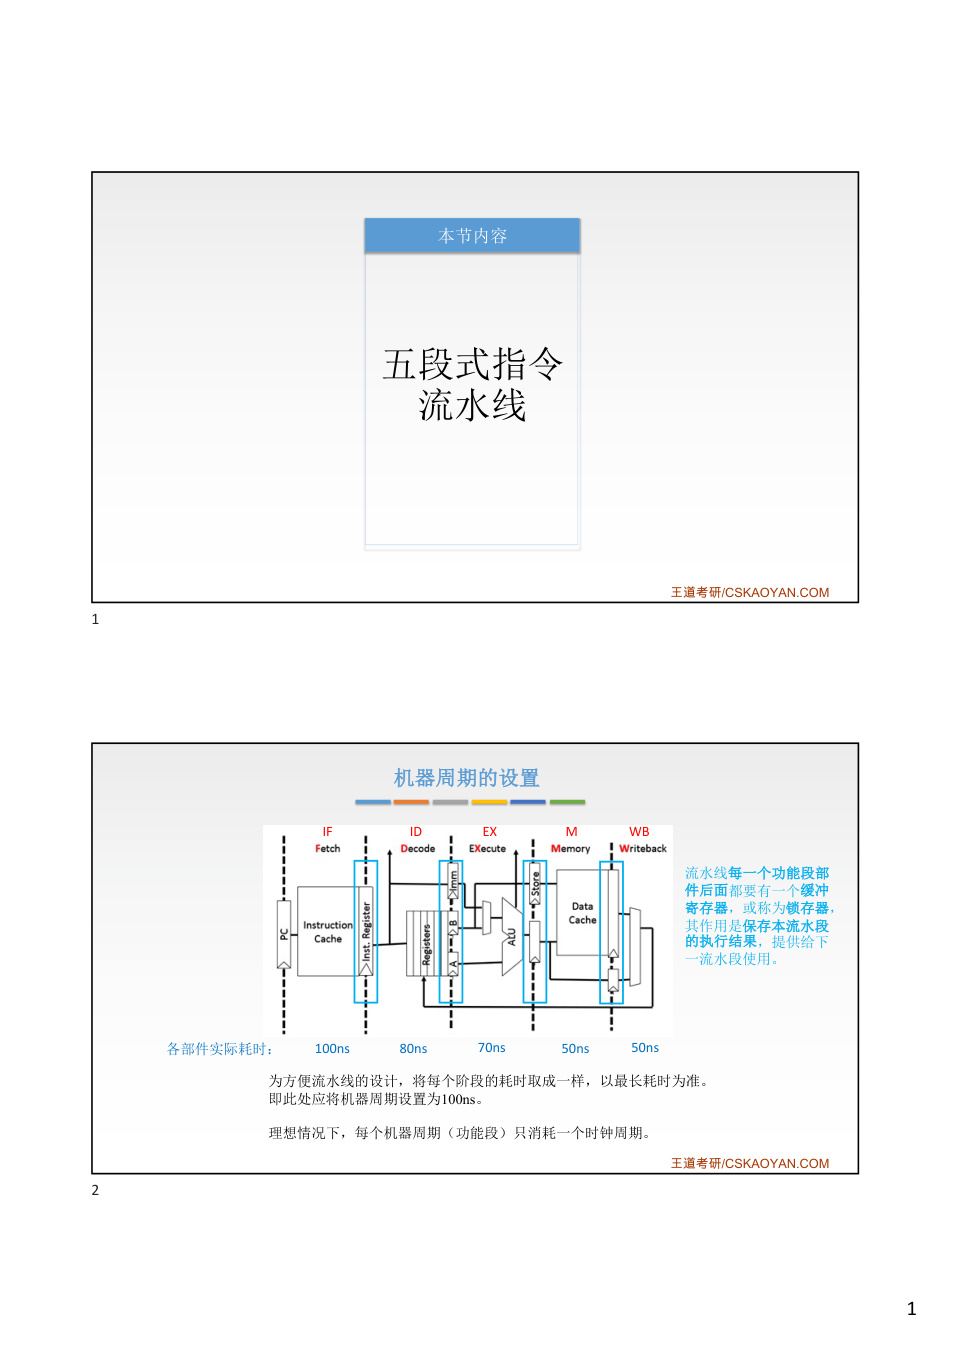 本节内容
五段式指令
流水线
王道考研/CSKAOYAN.COM
1
机器周期的设置
IF ID EX M WB
Fetch Decode EXecute Memory Writeback
流水线每一个功能段部
件后面都要有一个缓冲
寄存器，或称为锁存器，
其作用是保存本流水段
的执行结果，提供给下
一流水段使用。
PC
Instruction
Cache
Inst. Register
Registers
Imm
B
A
ALU
Store
Data
Cache
各部件实际耗时： 100ns 80ns 70ns 50ns 50ns
为方便流水线的设计，将每个阶段的耗时取成一样，以最长耗时为准。
即此处应将机器周期设置为100ns。
理想情况下，每个机器周期（功能段）只消耗一个时钟周期。
王道考研/CSKAOYAN.COM
2
1